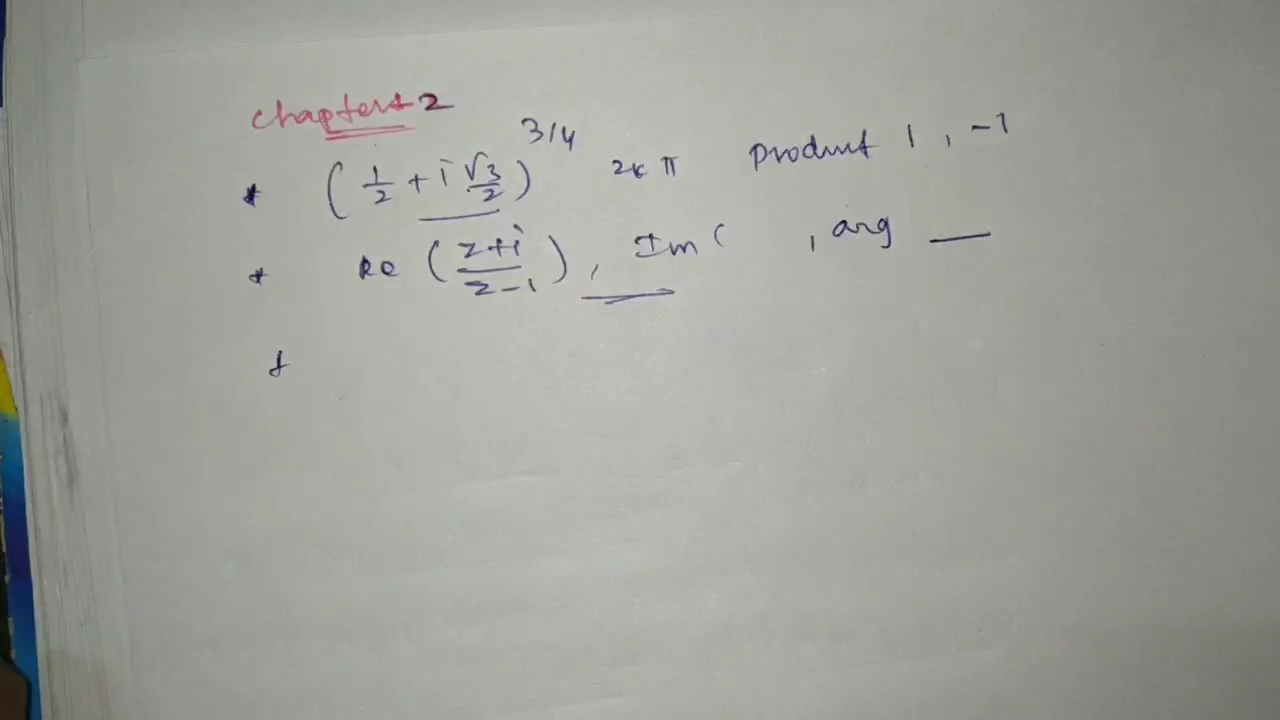 Chapter 2
* (1/2 + i √3/2)^3/4 2kπ product 1, -1
* Re (z+i/z-1), Im( , arg
*